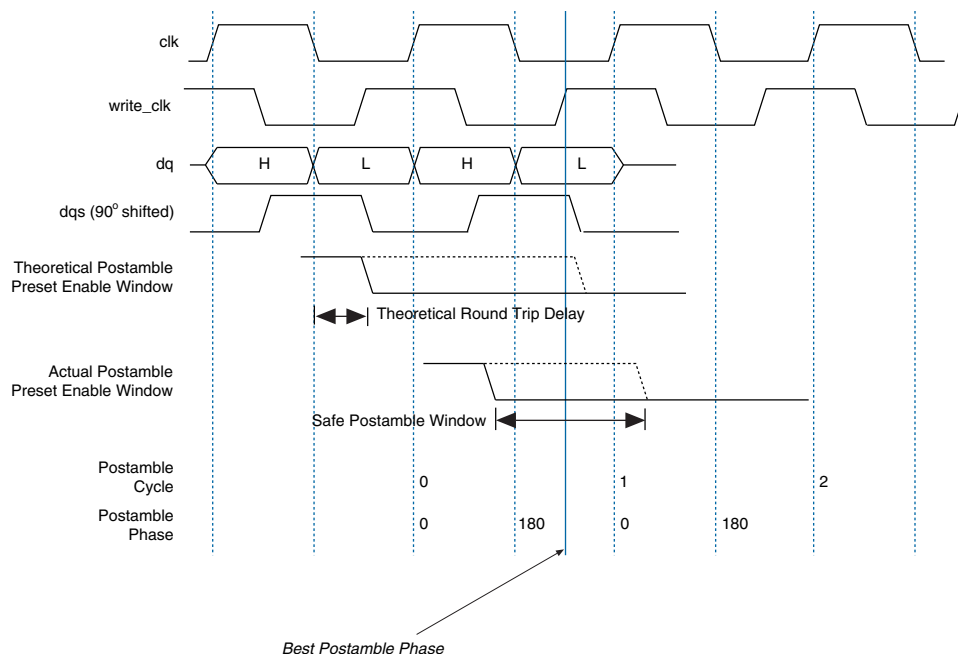 clk
write_clk
dq
H L H L
dqs (90° shifted)
Theoretical Postamble
Preset Enable Window
Theoretical Round Trip Delay
Actual Postamble
Preset Enable Window
Safe Postamble Window
Postamble
Cycle
0 1 2
Postamble
Phase
0 180 0 180
Best Postamble Phase